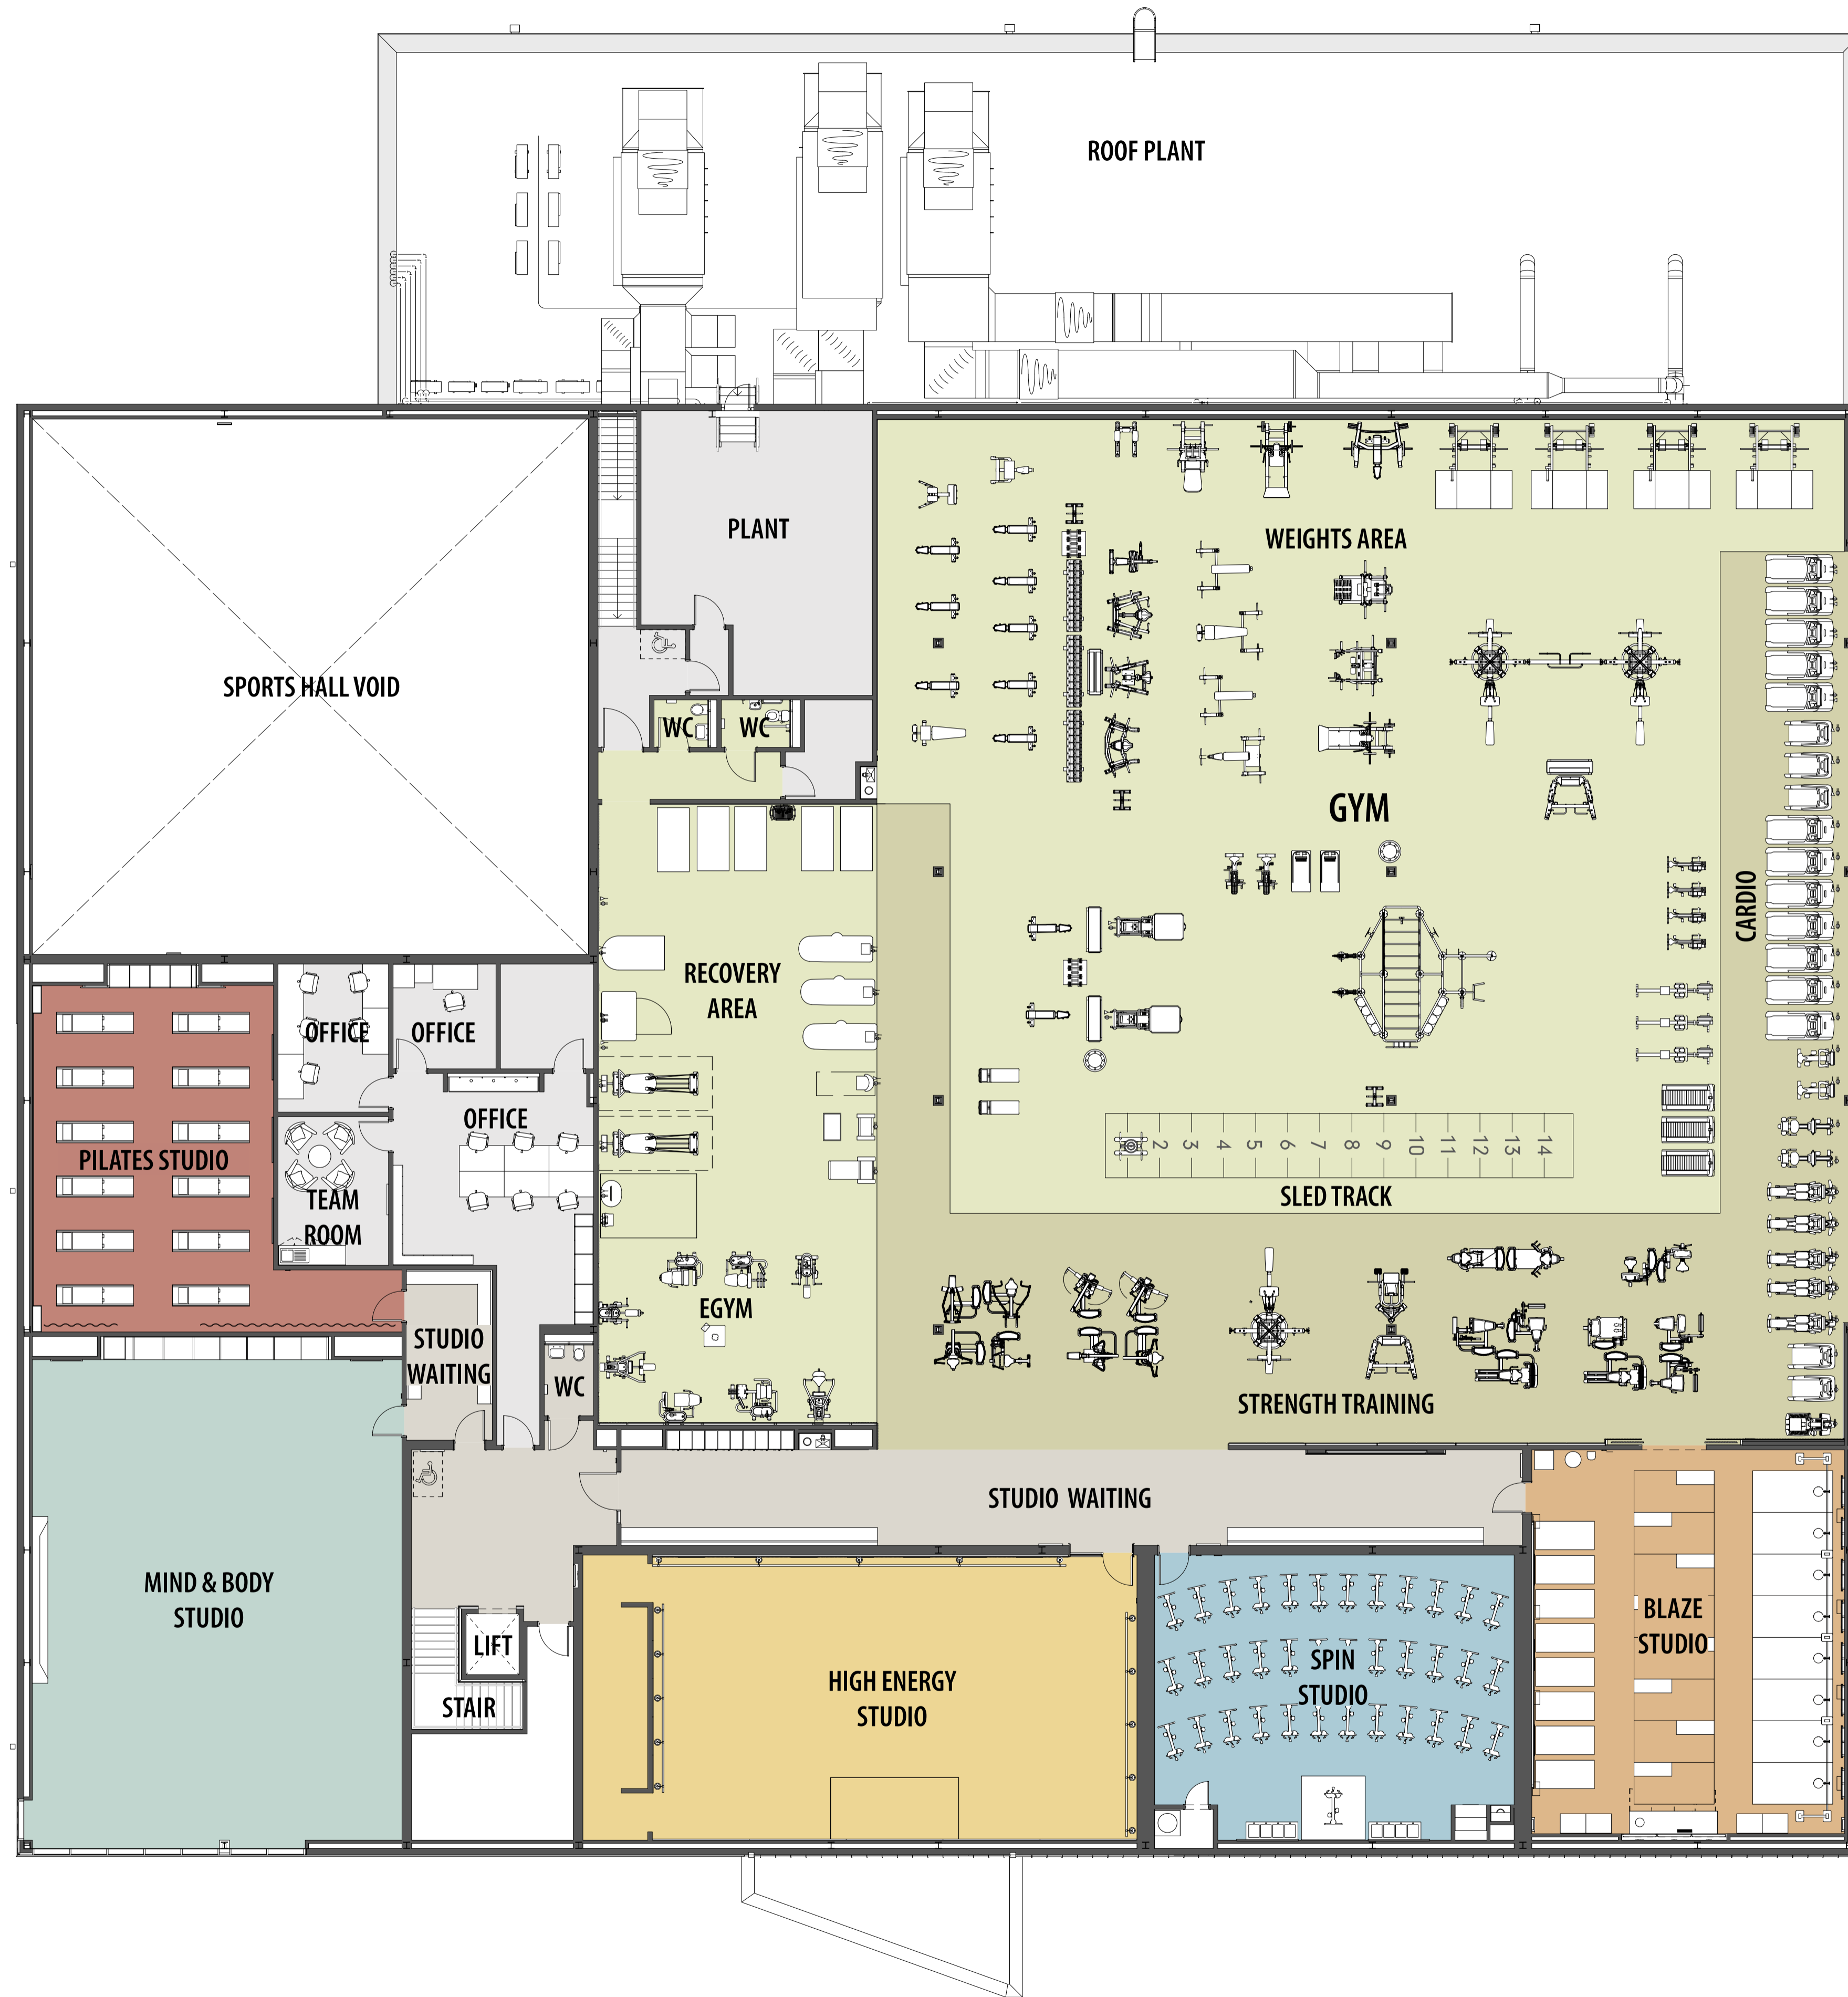 ROOF PLANT
PLANT
WEIGHTS AREA
SPORTS HALL VOID
WC
WC
GYM
CARDIO
RECOVERY
AREA
OFFICE
OFFICE
OFFICE
PILATES STUDIO
TEAM
ROOM
2
3
4
5
6
7
8
9
10
11
12
13
14
SLED TRACK
EGYM
STUDIO
WAITING
WC
STRENGTH TRAINING
STUDIO WAITING
MIND & BODY
STUDIO
LIFT
STAIR
HIGH ENERGY
STUDIO
SPIN
STUDIO
BLAZE
STUDIO